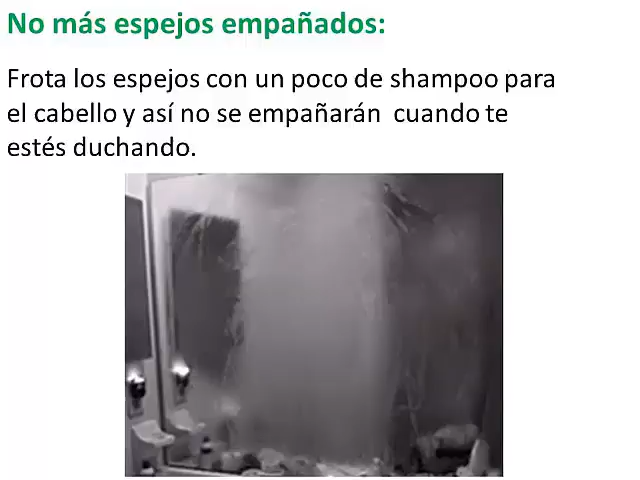 No más espejos empañados:
Frota los espejos con un poco de shampoo para
el cabello y así no se empañarán cuando te
estés duchando.